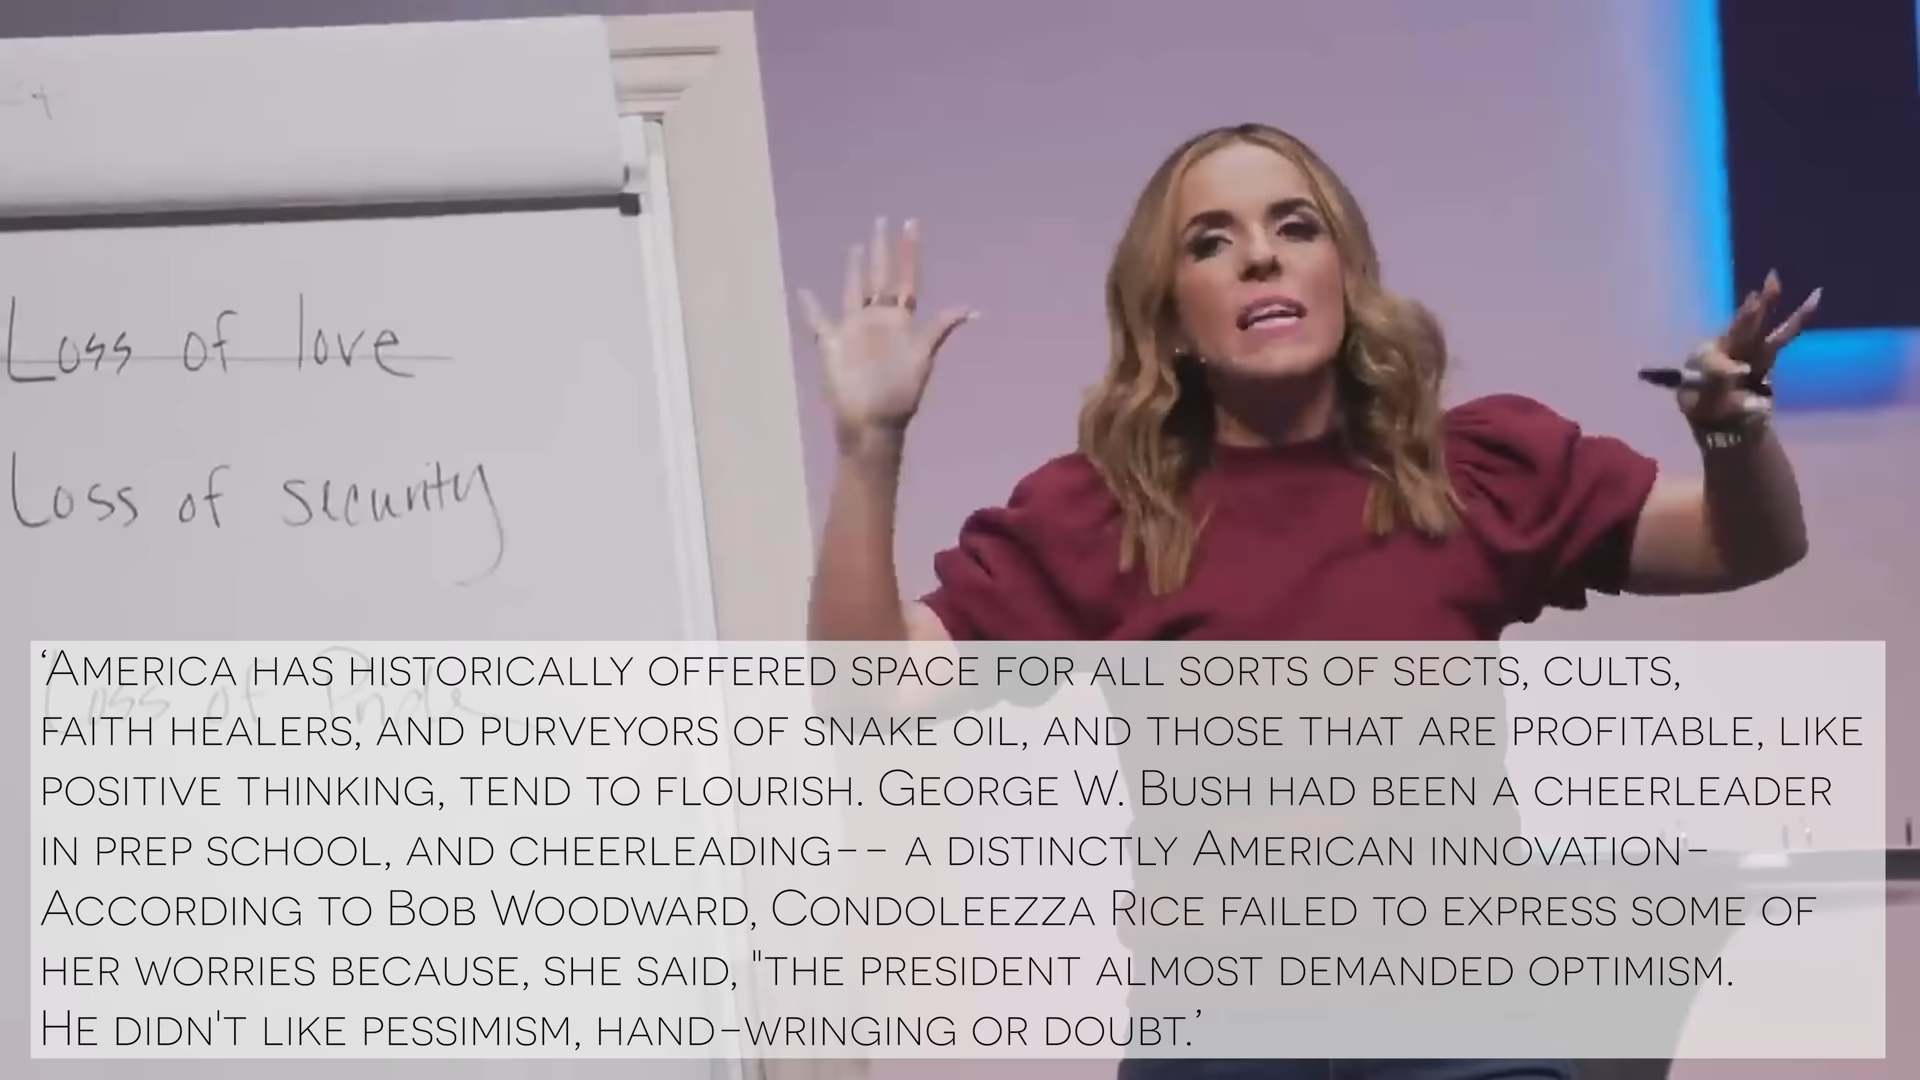 Loss of love
Loss of security
Loss of Pride
‘AMERICA HAS HISTORICALLY OFFERED SPACE FOR ALL SORTS OF SECTS, CULTS,
FAITH HEALERS, AND PURVEYORS OF SNAKE OIL, AND THOSE THAT ARE PROFITABLE, LIKE
POSITIVE THINKING, TEND TO FLOURISH. GEORGE W. BUSH HAD BEEN A CHEERLEADER
IN PREP SCHOOL, AND CHEERLEADING-- A DISTINCTLY AMERICAN INNOVATION-
ACCORDING TO BOB WOODWARD, CONDOLEEZZA RICE FAILED TO EXPRESS SOME OF
HER WORRIES BECAUSE, SHE SAID, "THE PRESIDENT ALMOST DEMANDED OPTIMISM.
HE DIDN'T LIKE PESSIMISM, HAND-WRINGING OR DOUBT.’